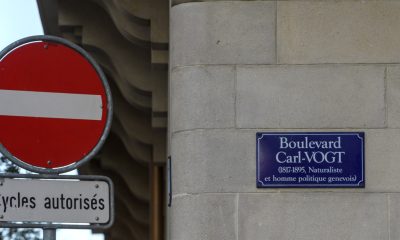 Boulevard
Carl-VOGT
(1817-1895, Naturaliste
et homme politique genevois)
Cycles autorisés